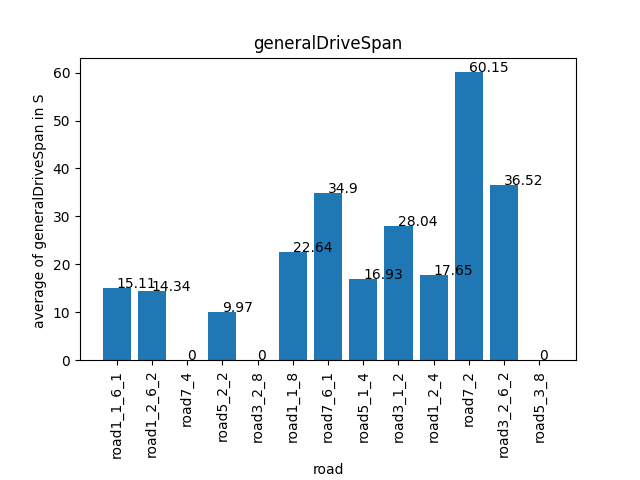 generalDriveSpan
average of generalDriveSpan in S
60
50
40
30
20
10
0
15.11
14.34
0
9.97
0
22.64
34.9
16.93
28.04
17.65
60.15
36.52
0
road1_1_6_1
road1_2_6_2
road7_4
road5_2_2
road3_2_8
road1_1_8
road7_6_1
road5_1_4
road3_1_2
road1_2_4
road7_2
road3_2_6_2
road5_3_8
road